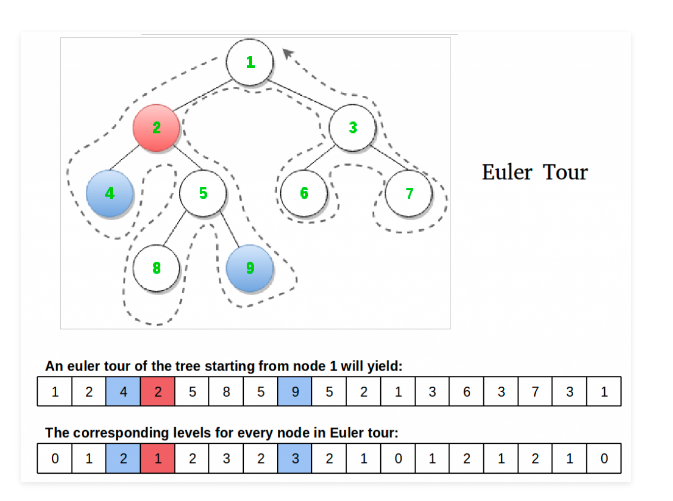 1
2
3
Euler Tour
4
5
6
7
8
9
An euler tour of the tree starting from node 1 will yield:
1 2 4 2 5 8 5 9 5 2 1 3 6 3 7 3 1
The corresponding levels for every node in Euler tour:
0 1 2 1 2 3 2 3 2 1 0 1 2 1 2 1 0